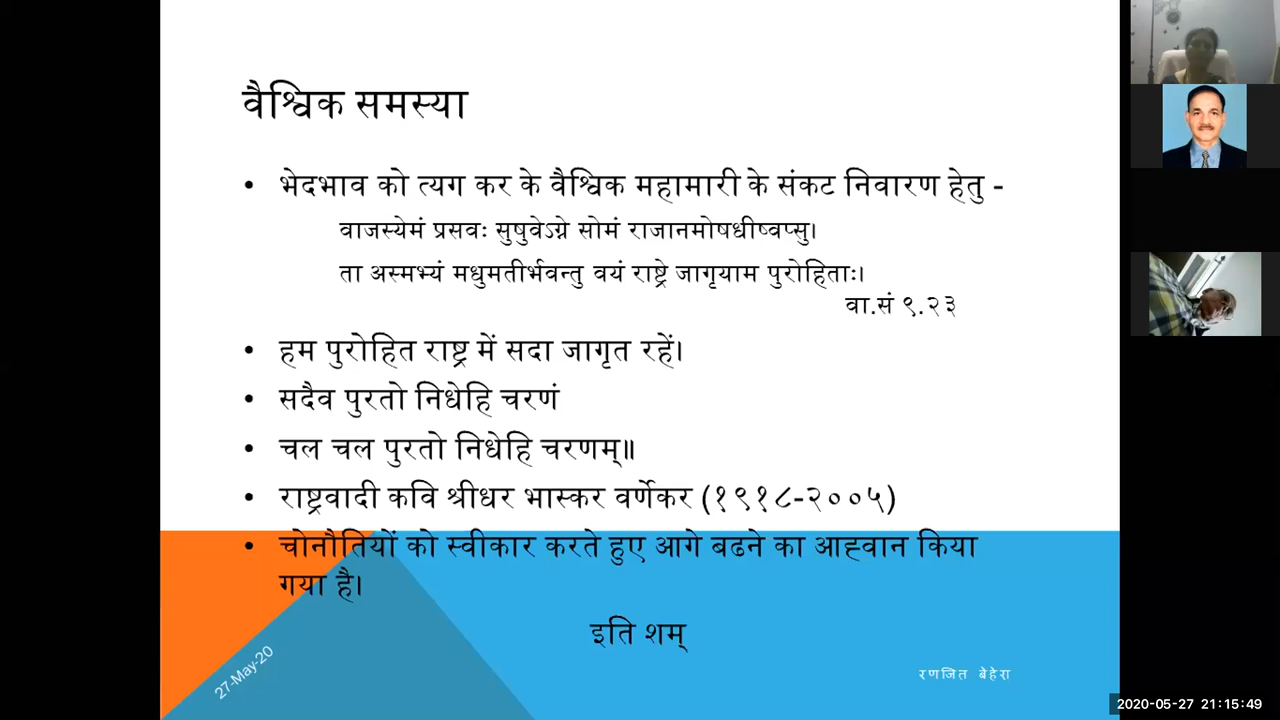 वैश्विक समस्या
• भेदभाव को त्यग कर के वैश्विक महामारी के संकट निवारण हेतु -
वाजस्येमं प्रसवः सुषुवेऽग्रे सोमं राजानमोषधीष्वप्सु।
ता अस्मभ्यं मधुमतीर्भवन्तु वयं राष्ट्रे जागृयाम पुरोहिताः।
वा.सं ९.२३
• हम पुरोहित राष्ट्र में सदा जागृत रहें।
• सदैव पुरतो निधेहि चरणं
• चल चल पुरतो निधेहि चरणम्॥
• राष्ट्रवादी कवि श्रीधर भास्कर वर्णेकर (१९१८-२००५)
• चोनौतियों को स्वीकार करते हुए आगे बढने का आह्वान किया
गया है।
इति शम्
27-May-20
रणजित बेहेरा
2020-05-27 21:15:49